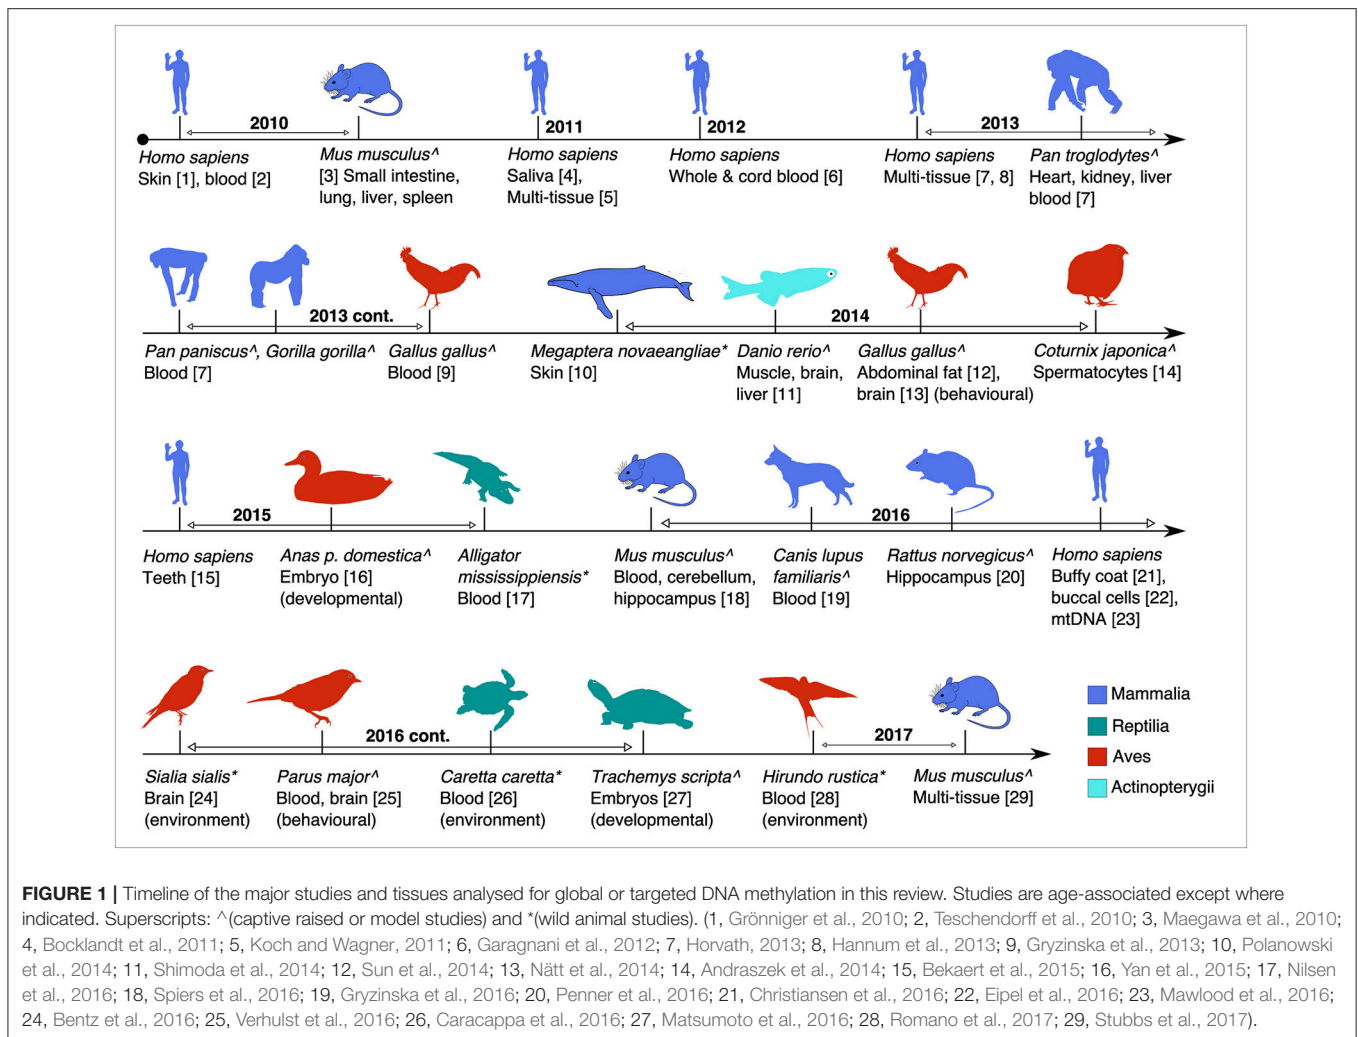 2010 2011 2012 2013
Homo sapiens Mus musculus^ Homo sapiens Homo sapiens Homo sapiens Pan troglodytes^
Skin [1], blood [2] [3] Small intestine, Saliva [4], Whole & cord blood [6] Multi-tissue [7, 8] Heart, kidney, liver
lung, liver, spleen Multi-tissue [5] blood [7]
2013 cont. 2014
Pan paniscus^, Gorilla gorilla^ Gallus gallus^ Megaptera novaeangliae* Danio rerio^ Gallus gallus^ Coturnix japonica^
Blood [7] Blood [9] Skin [10] Muscle, brain, Abdominal fat [12], Spermatocytes [14]
liver [11] brain [13] (behavioural)
2015 2016
Homo sapiens Anas p. domestica^ Alligator Mus musculus^ Canis lupus Rattus norvegicus^ Homo sapiens
Teeth [15] Embryo [16] mississippiensis* Blood, cerebellum, familiaris^ Hippocampus [20] Buffy coat [21],
(developmental) Blood [17] hippocampus [18] Blood [19] buccal cells [22],
mtDNA [23]
Mammalia
Reptilia
2016 cont. 2017
Aves
Sialia sialis* Parus major^ Caretta caretta* Trachemys scripta^ Hirundo rustica* Mus musculus^
Actinopterygii
Brain [24] Blood, brain [25] Blood [26] Embryos [27] Blood [28] Multi-tissue [29]
(environment) (behavioural) (environment) (developmental) (environment)
FIGURE 1 | Timeline of the major studies and tissues analysed for global or targeted DNA methylation in this review. Studies are age-associated except where
indicated. Superscripts: ^(captive raised or model studies) and *(wild animal studies). (1, Grönniger et al., 2010; 2, Teschendorff et al., 2010; 3, Maegawa et al., 2010;
4, Bocklandt et al., 2011; 5, Koch and Wagner, 2011; 6, Garagnani et al., 2012; 7, Horvath, 2013; 8, Hannum et al., 2013; 9, Gryzinska et al., 2013; 10, Polanowski
et al., 2014; 11, Shimoda et al., 2014; 12, Sun et al., 2014; 13, Nätt et al., 2014; 14, Andraszek et al., 2014; 15, Bekaert et al., 2015; 16, Yan et al., 2015; 17, Nilsen
et al., 2016; 18, Spiers et al., 2016; 19, Gryzinska et al., 2016; 20, Penner et al., 2016; 21, Christiansen et al., 2016; 22, Eipel et al., 2016; 23, Mawlood et al., 2016;
24, Bentz et al., 2016; 25, Verhulst et al., 2016; 26, Caracappa et al., 2016; 27, Matsumoto et al., 2016; 28, Romano et al., 2017; 29, Stubbs et al., 2017).